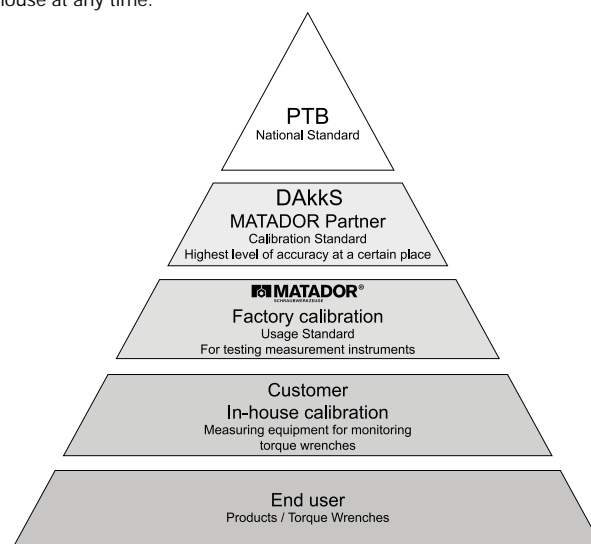 house at any time.
PTB
National Standard
DAkkS
MATADOR Partner
Calibration Standard
Highest level of accuracy at a certain place
MATADOR®
SCHRAUBWERKZEUGE
Factory calibration
Usage Standard
For testing measurement instruments
Customer
In-house calibration
Measuring equipment for monitoring
torque wrenches
End user
Products / Torque Wrenches